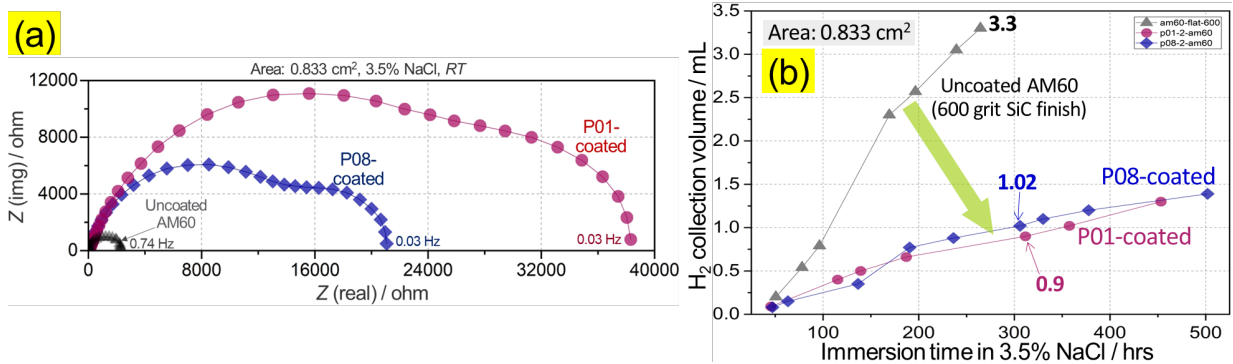 (a)
Area: 0.833 cm², 3.5% NaCl, RT
Z (img) / ohm
12000
8000
4000
0
P01-
coated
P08-
coated
Uncoated
AM60
0.74 Hz
0.03 Hz
0.03 Hz
0
8000
16000
24000
32000
40000
Z (real) / ohm
(b)
Area: 0.833 cm²
H₂ collection volume / mL
3.5
3.0
2.5
2.0
1.5
1.0
0.5
0.0
3.3
am60-flat-600
p01-2-am60
p08-2-am60
Uncoated AM60
(600 grit SiC finish)
1.02
P08-coated
P01-coated
0.9
100
200
300
400
500
Immersion time in 3.5% NaCl / hrs